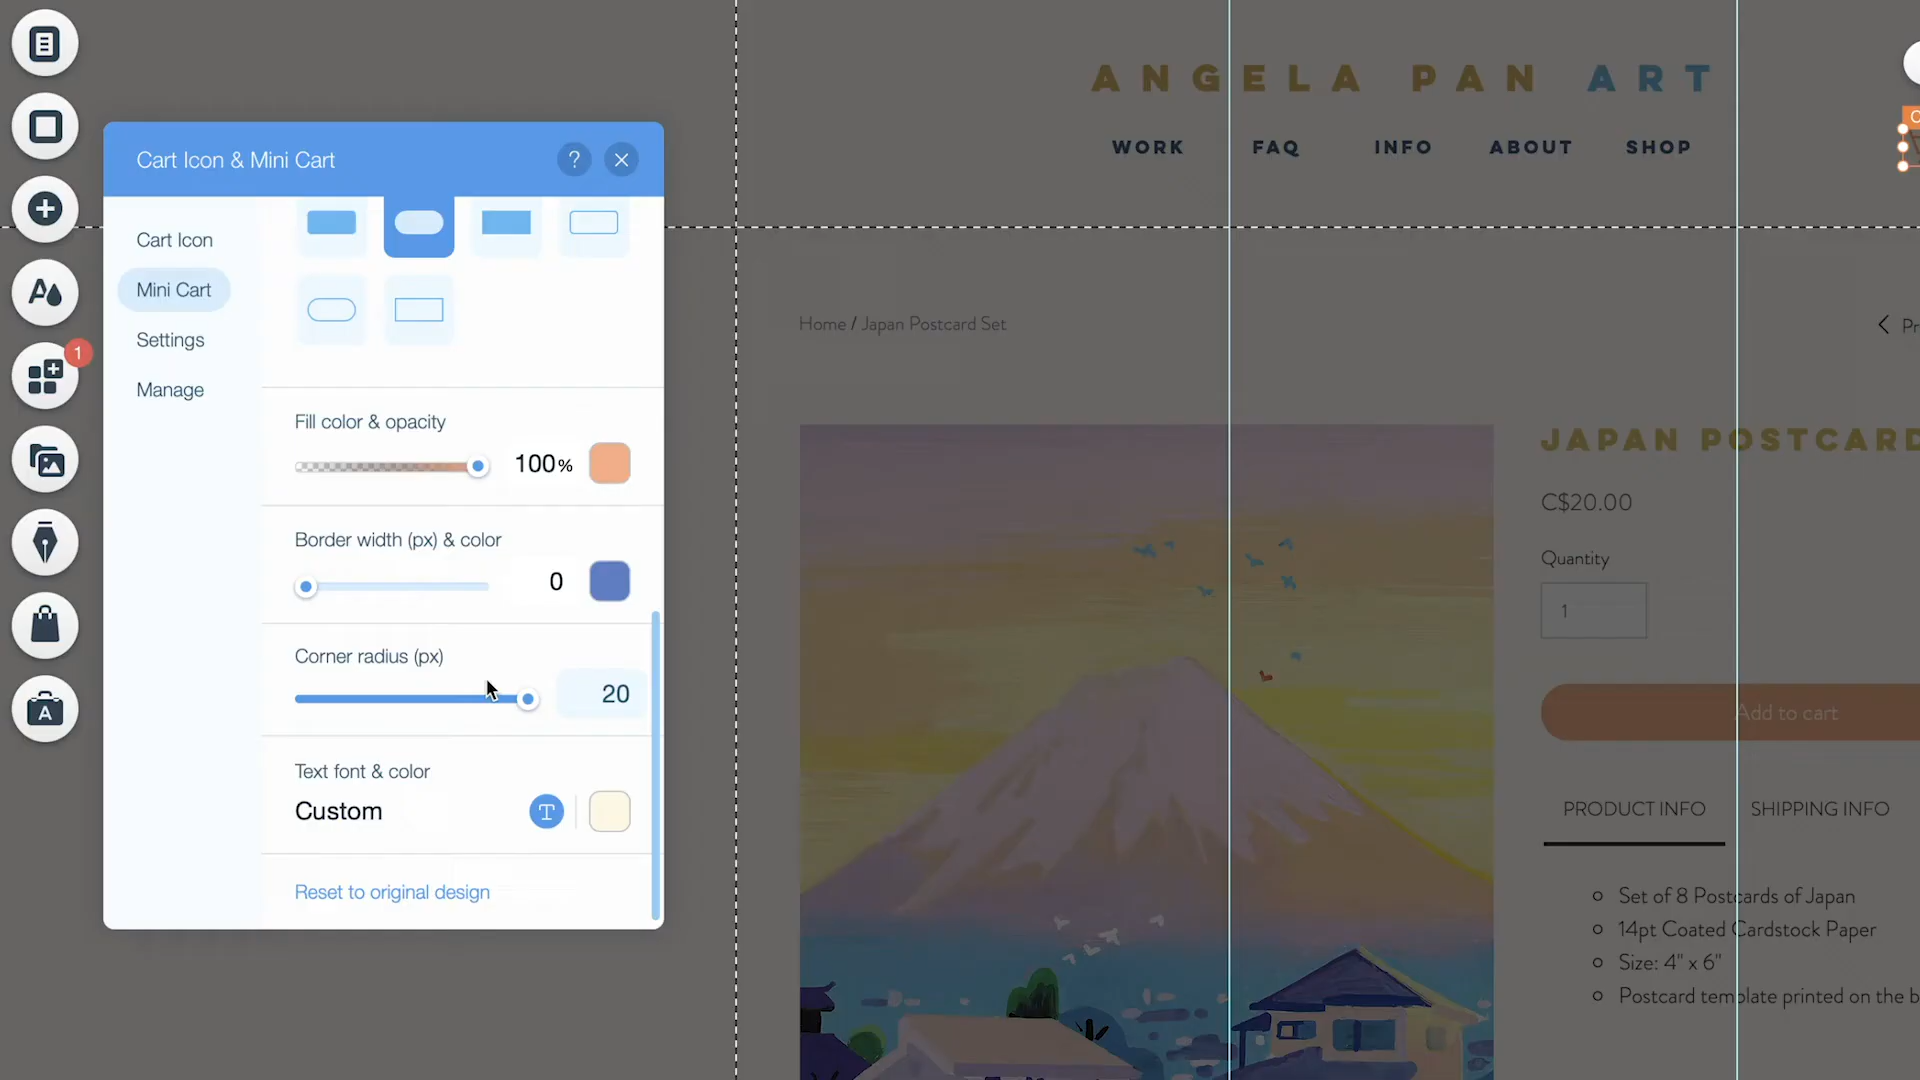 ANGELA PAN ART
WORK FAQ INFO ABOUT SHOP
Cart Icon & Mini Cart
?
Cart Icon
Mini Cart
Settings
Manage
1
Fill color & opacity
100%
Border width (px) & color
0
Corner radius (px)
20
Text font & color
Custom
T
Reset to original design
A
A
Home / Japan Postcard Set
Pr
JAPAN POSTCARD
C$20.00
Quantity
1
Add to cart
PRODUCT INFO
SHIPPING INFO
Set of 8 Postcards of Japan
14pt Coated Cardstock Paper
Size: 4" x 6"
Postcard template printed on the b